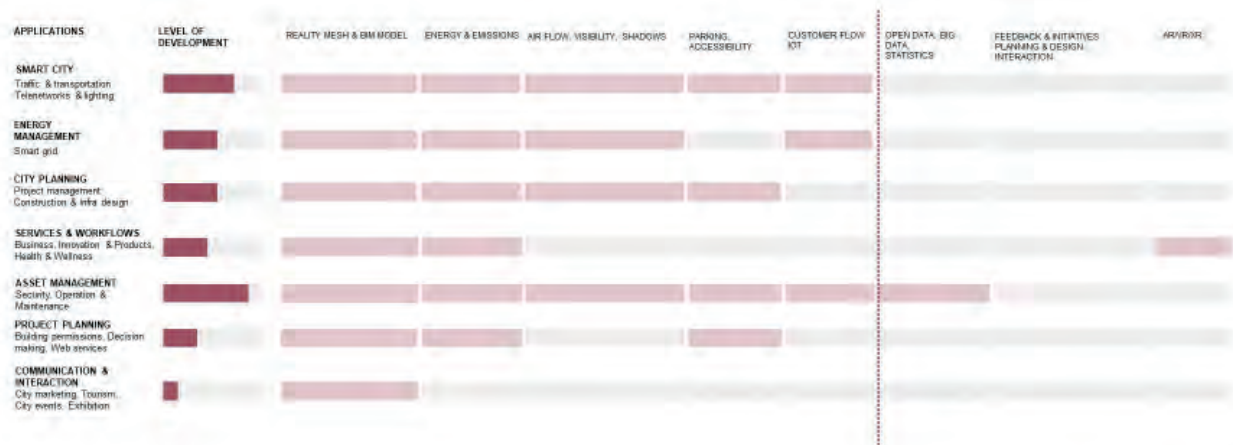 APPLICATIONS
LEVEL OF
DEVELOPMENT
REALITY MESH & BIM MODEL
ENERGY & EMISSIONS
AIR FLOW, VISIBILITY, SHADOWS
PARKING,
ACCESSIBILITY
CUSTOMER FLOW
IOT
OPEN DATA, BIG
DATA,
STATISTICS
FEEDBACK & INITIATIVES
PLANNING & DESIGN
INTERACTION
AR/VR/XR
SMART CITY
Traffic & transportation
Telenetworks & lighting
ENERGY
MANAGEMENT
Smart grid
CITY PLANNING
Project management
Construction & infra design
SERVICES & WORKFLOWS
Business, Innovation & Products,
Health & Wellness
ASSET MANAGEMENT
Security, Operation &
Maintenance
PROJECT PLANNING
Building permissions, Decision
making, Web services
COMMUNICATION &
INTERACTION
City marketing, Tourism,
City events, Exhibition